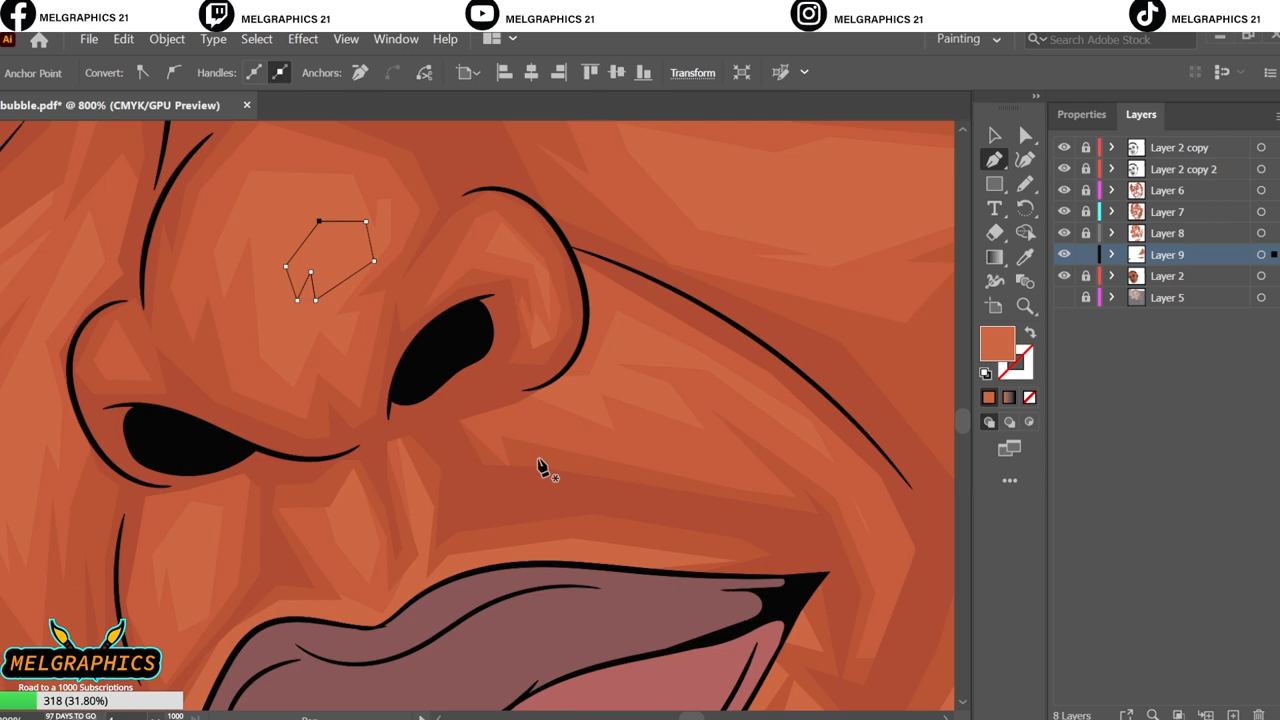 MELGRAPHICS 21
MELGRAPHICS 21
MELGRAPHICS 21
MELGRAPHICS 21
MELGRAPHICS 21
Ai
File Edit Object Type Select Effect View Window Help
Painting
Search Adobe Stock
Anchor Point
Convert:
Handles:
Anchors:
Transform
bubble.pdf* @ 800% (CMYK/GPU Preview)
Properties
Layers
Layer 2 copy
Layer 2 copy 2
Layer 6
Layer 7
Layer 8
Layer 9
Layer 2
Layer 5
MELGRAPHICS
Road to a 1000 Subscriptions
318 (31.80%)
97 DAYS TO GO
1000
8 Layers